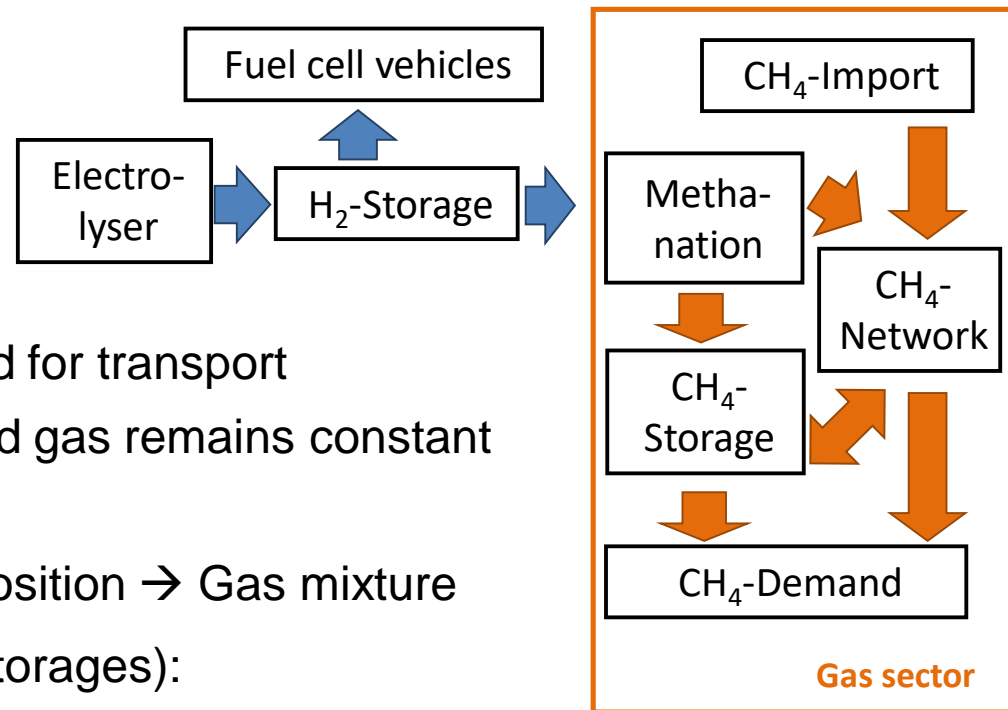 Fuel cell vehicles
CH₄-Import
Electro-
lyser
H₂-Storage
Metha-
nation
CH₄-
Network
CH₄-
Storage
CH₄-Demand
Gas sector
d for transport
d gas remains constant
osition → Gas mixture
torages):